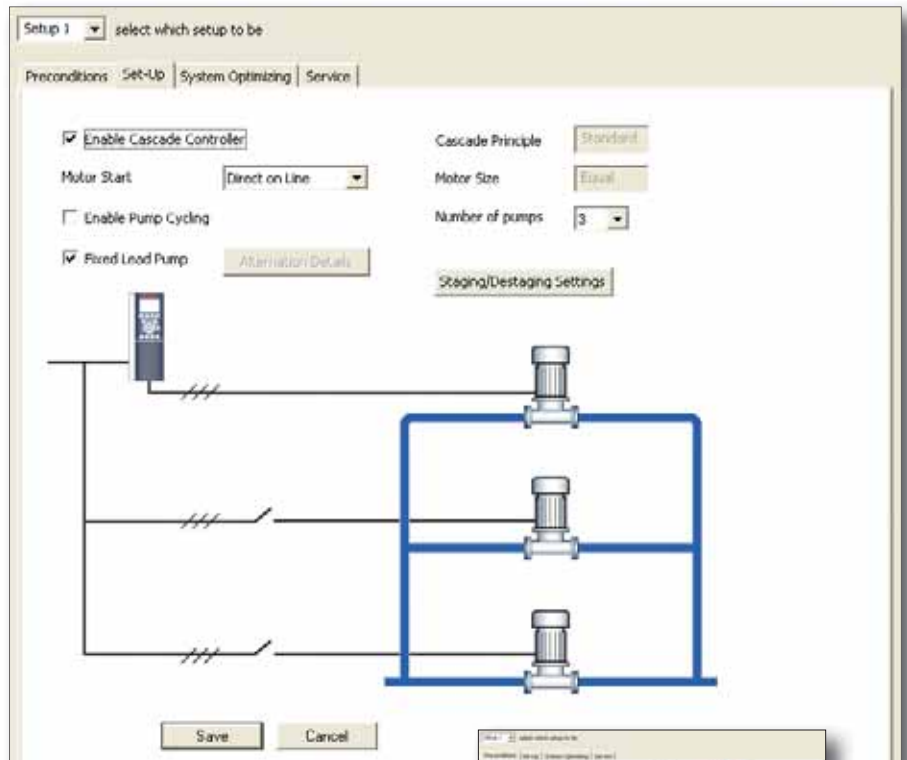 Setup 1 select which setup to be
Preconditions Set-Up System Optimizing Service
Enable Cascade Controller
Cascade Principle Standard
Motor Start Direct on Line
Motor Size Equal
Enable Pump Cycling
Number of pumps 3
Fixed Lead Pump Alternation Details
Staging/Destaging Settings
Save Cancel